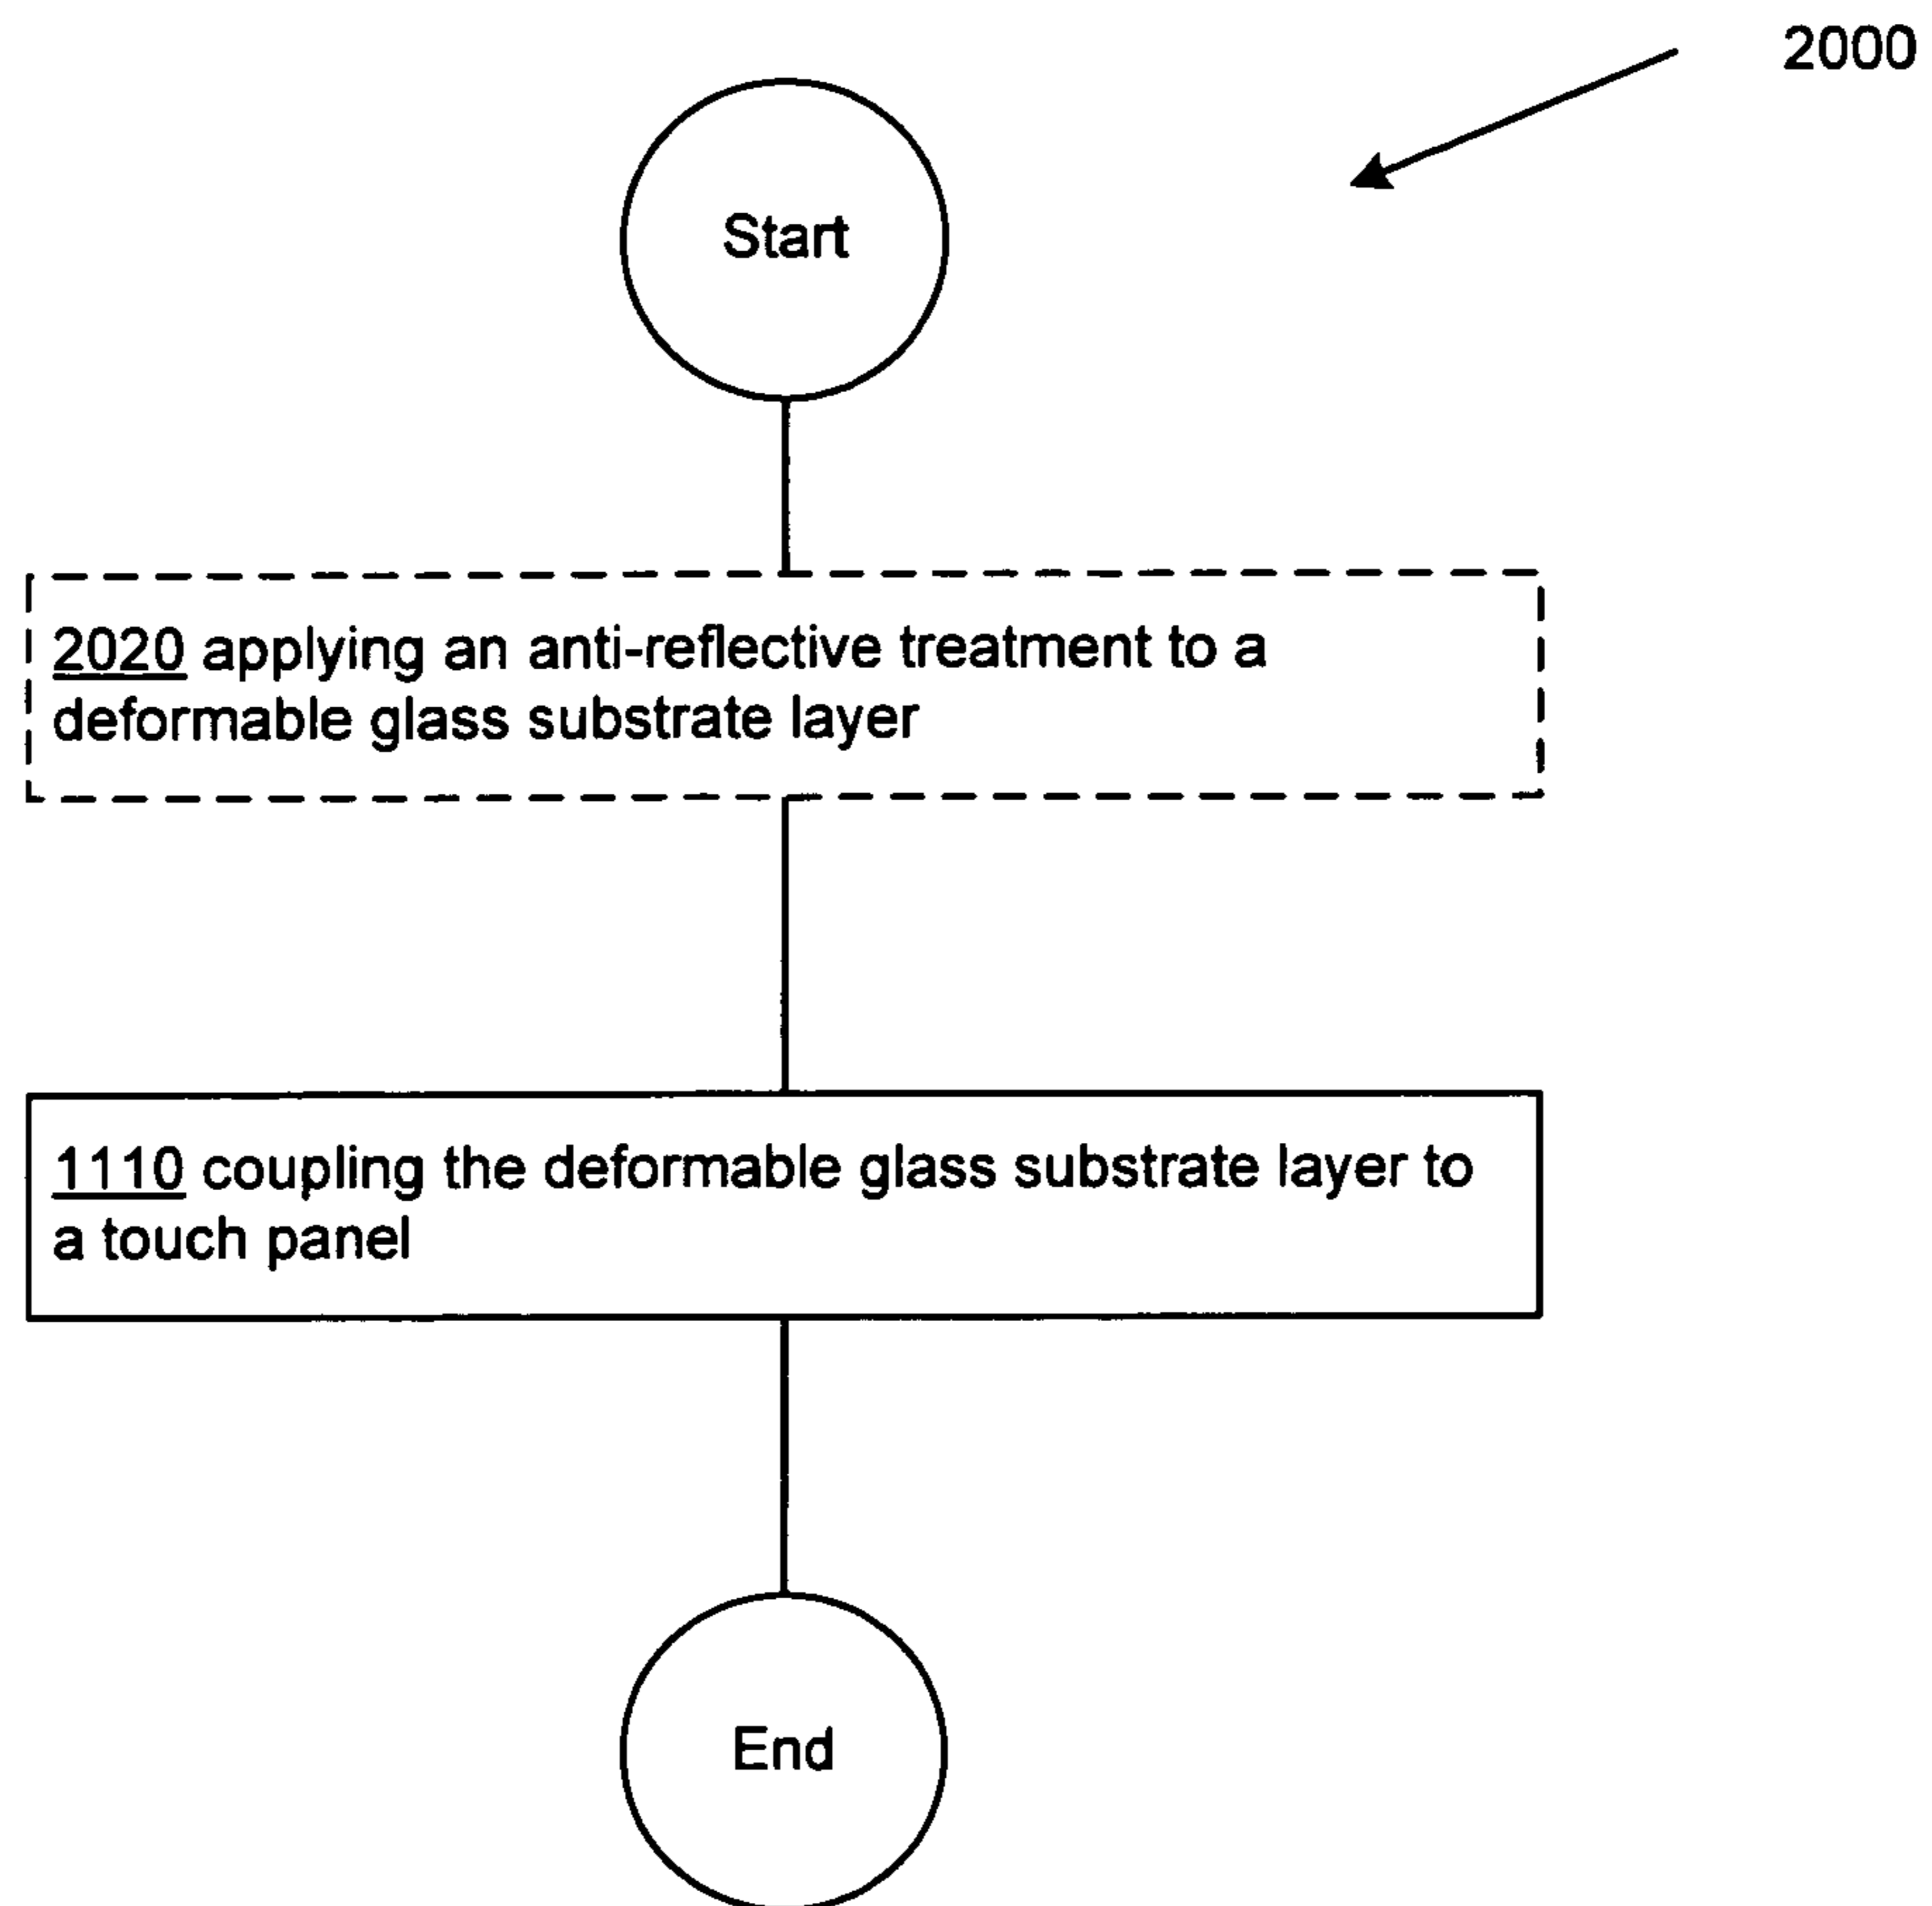 2000
Start
2020 applying an anti-reflective treatment to a
deformable glass substrate layer
1110 coupling the deformable glass substrate layer to
a touch panel
End